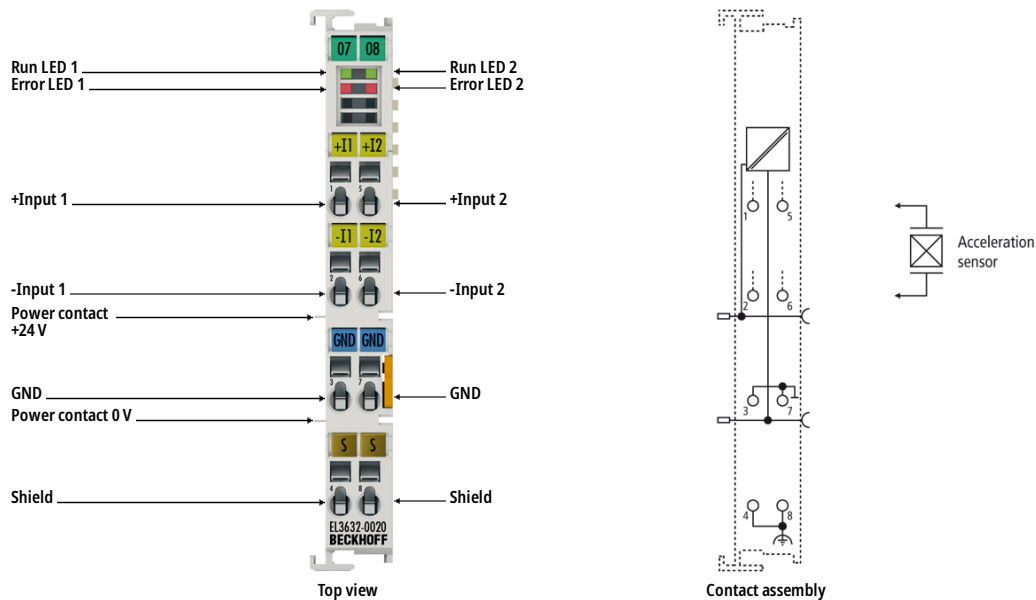 07 08
Run LED 1
Run LED 2
Error LED 1
Error LED 2
+I1 +I2
1 5
+Input 1
+Input 2
-I1 -I2
2 6
-Input 1
-Input 2
Power contact
+24 V
GND GND
3 7
GND
GND
Power contact 0 V
S S
4 8
Shield
Shield
EL3632-0020
BECKHOFF
Top view
1 5
2 6
3 7
4 8
Acceleration
sensor
Contact assembly